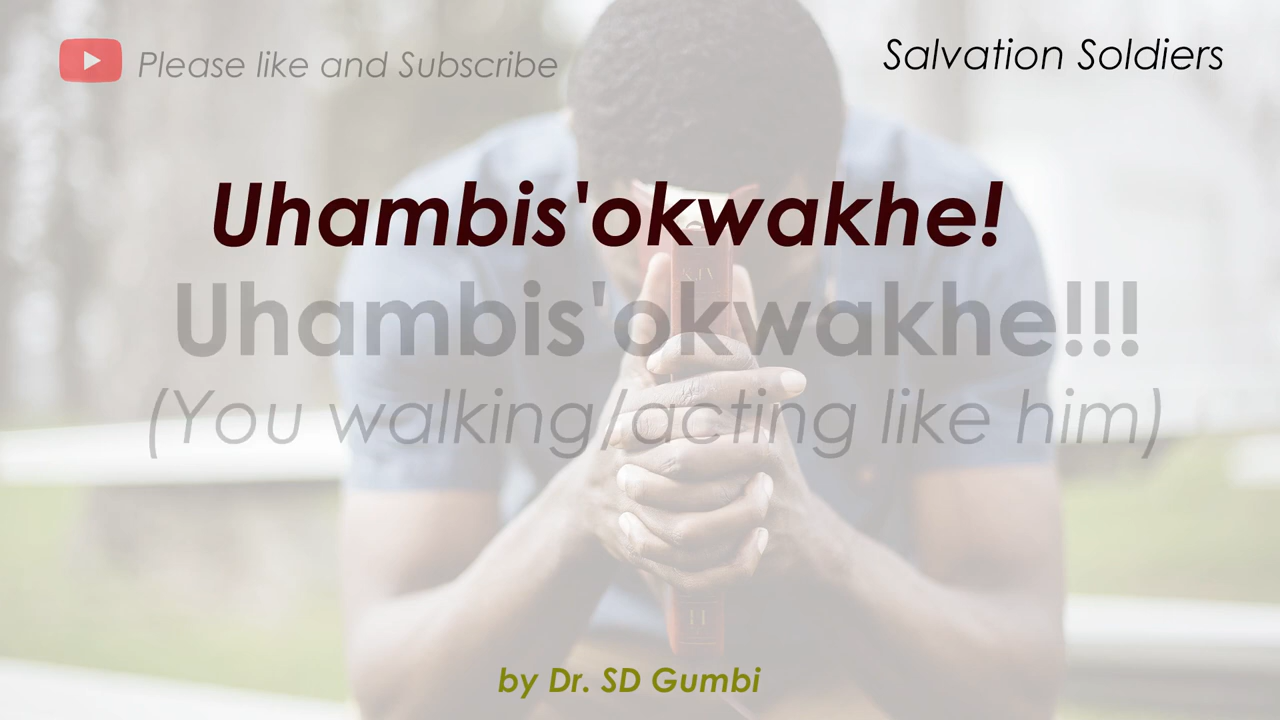 Please like and Subscribe
Salvation Soldiers
Uhambis'okwakhe!
Uhambis'okwakhe!!!
(You walking/acting like him)
by Dr. SD Gumbi